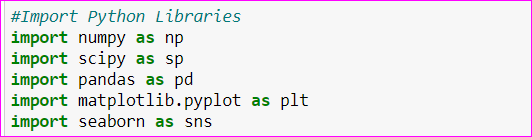 #Import Python Libraries
import numpy as np
import scipy as sp
import pandas as pd
import matplotlib.pyplot as plt
import seaborn as sns